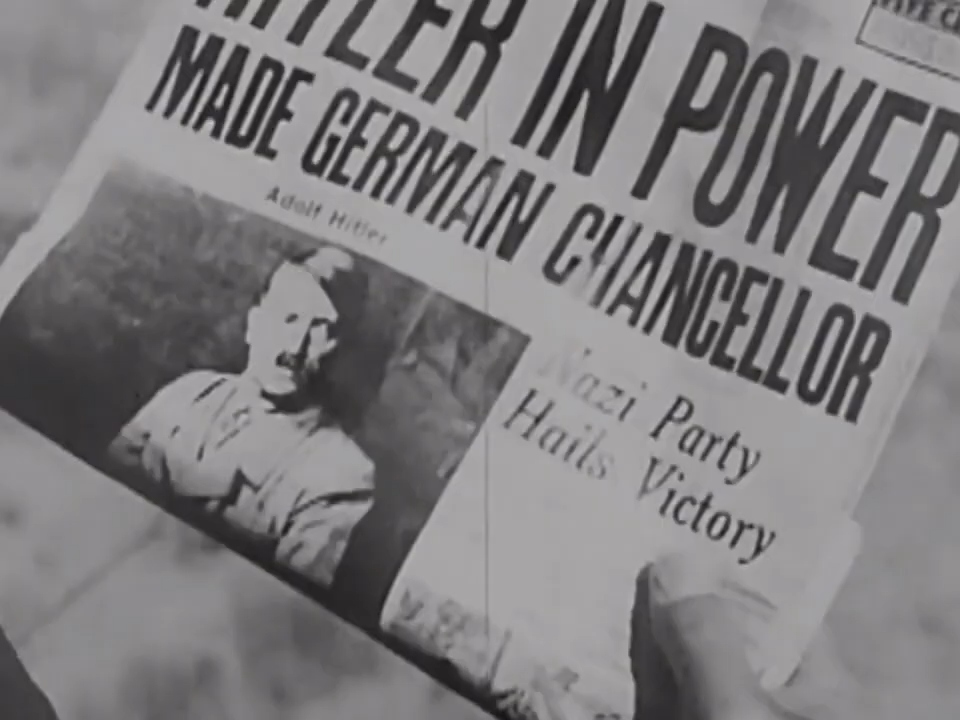 HITLER IN POWER
MADE GERMAN CHANCELLOR
Adolf Hitler
Nazi Party
Hails Victory